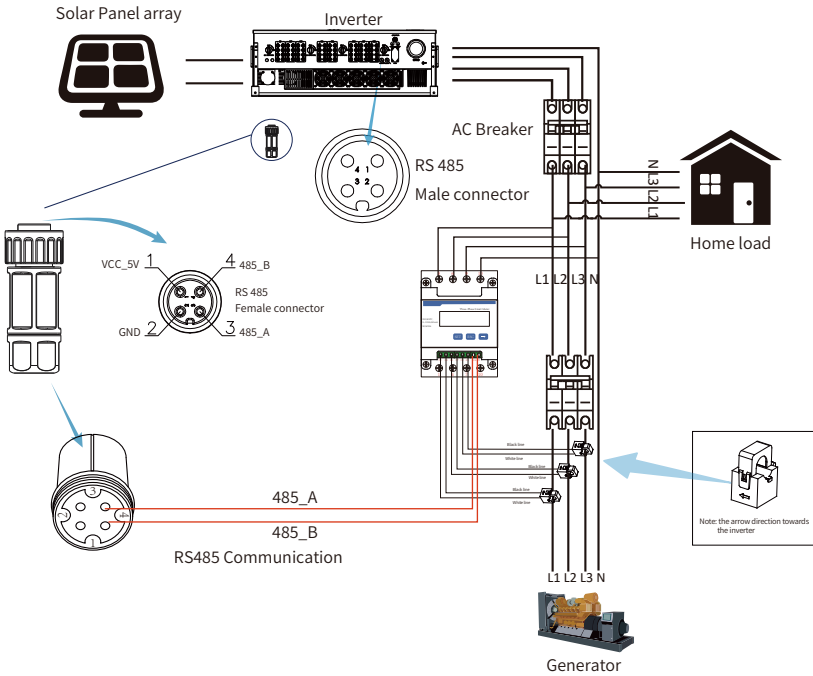 Solar Panel array
Inverter
AC Breaker
RS 485
Male connector
4 1
3 2
N
L3
L2
L1
Home load
VCC_5V 1
4 485_B
RS 485
Female connector
GND 2
3 485_A
L1 L2 L3 N
Black line
White line
Black line
White line
Black line
White line
Note: the arrow direction towards
the inverter
3
2
4
1
485_A
485_B
RS485 Communication
L1 L2 L3 N
Generator